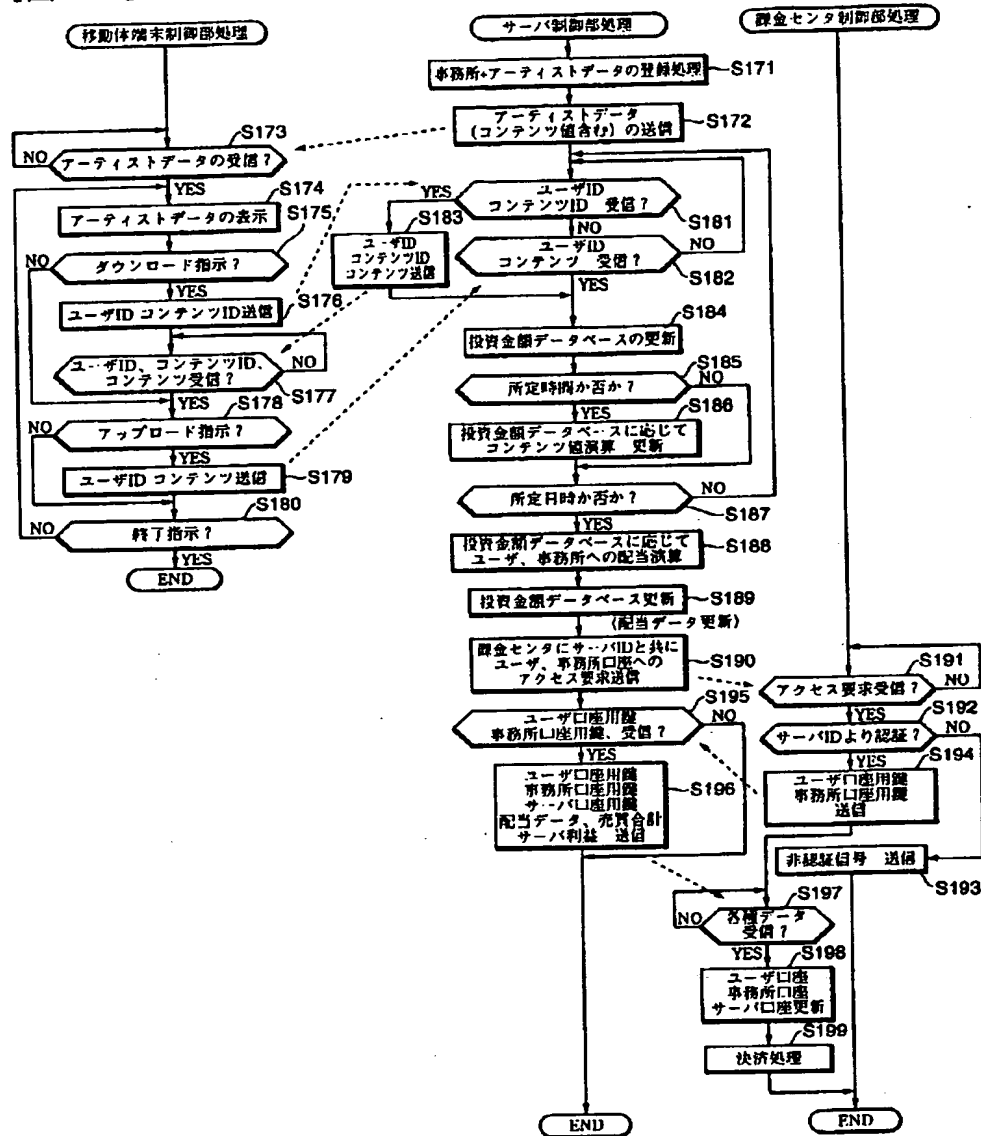 移動体端末制御部処理
S173
アーティストデータの受信?
NO
YES
S174
アーティストデータの表示
S175
ダウンロード指示?
NO
YES
S176
ユーザID コンテンツID送信
ユーザID、コンテンツID、
コンテンツ受信?
NO
S177
YES
S178
アップロード指示?
NO
YES
ユーザID コンテンツ送信
S179
S180
終了指示?
NO
YES
END
サーバ制御部処理
事務所+アーティストデータの登録処理
S171
アーティストデータ
(コンテンツ値含む)の送信
S172
YES
ユーザID
コンテンツID 受信?
S181
S183
NO
ユーザID
コンテンツID
コンテンツ送信
ユーザID
コンテンツ 受信?
NO
S182
YES
S184
投資金額データベースの更新
S185
所定時間か否か?
NO
YES
S186
投資金額データベースに応じて
コンテンツ値演算 更新
所定日時か否か?
NO
S187
YES
投資金額データベースに応じて
ユーザ、事務所への配当演算
S188
投資金額データベース更新
S189
(配当データ更新)
課金センタにサーバIDと共に
ユーザ、事務所口座への
アクセス要求送信
S190
S195
ユーザ口座用鍵
事務所口座用鍵、受信?
NO
YES
ユーザ口座用鍵
事務所口座用鍵
サーバ口座用鍵
配当データ、売買合計
サーバ利益 送信
S196
END
課金センタ制御部処理
S191
アクセス要求受信?
NO
YES
S192
サーバIDより認証?
NO
YES
S194
ユーザ口座用鍵
事務所口座用鍵
送信
非認証信号 送信
S193
S197
各種データ
受信?
NO
YES
S198
ユーザ口座
事務所口座
サーバ口座更新
S199
決済処理
END